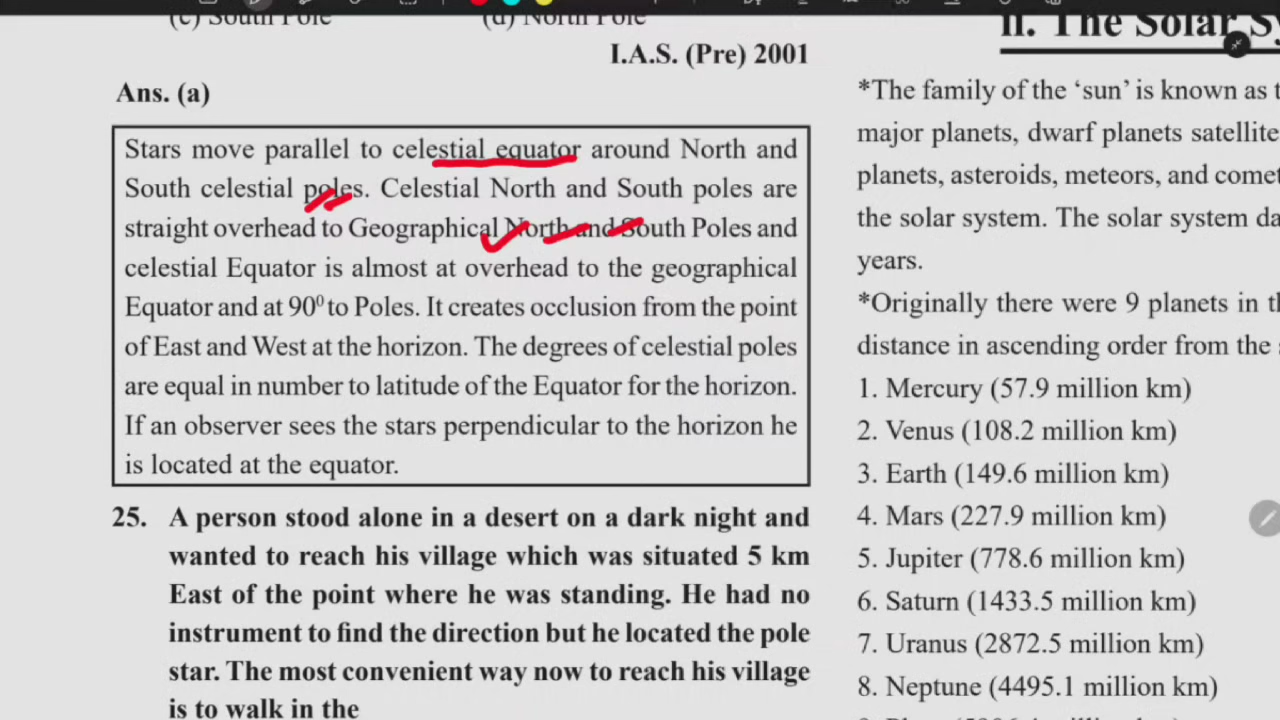 (c) South Pole (d) North Pole
I.A.S. (Pre) 2001
Ans. (a)
Stars move parallel to celestial equator around North and
South celestial poles. Celestial North and South poles are
straight overhead to Geographical North and South Poles and
celestial Equator is almost at overhead to the geographical
Equator and at 90⁰ to Poles. It creates occlusion from the point
of East and West at the horizon. The degrees of celestial poles
are equal in number to latitude of the Equator for the horizon.
If an observer sees the stars perpendicular to the horizon he
is located at the equator.
25. A person stood alone in a desert on a dark night and
wanted to reach his village which was situated 5 km
East of the point where he was standing. He had no
instrument to find the direction but he located the pole
star. The most convenient way now to reach his village
is to walk in the
II. The Solar
*The family of the ‘sun’ is known as
major planets, dwarf planets satellite
planets, asteroids, meteors, and
the solar system. The solar system
years.
*Originally there were 9 planets in
distance in ascending order from the
1. Mercury (57.9 million km)
2. Venus (108.2 million km)
3. Earth (149.6 million km)
4. Mars (227.9 million km)
5. Jupiter (778.6 million km)
6. Saturn (1433.5 million km)
7. Uranus (2872.5 million km)
8. Neptune (4495.1 million km)